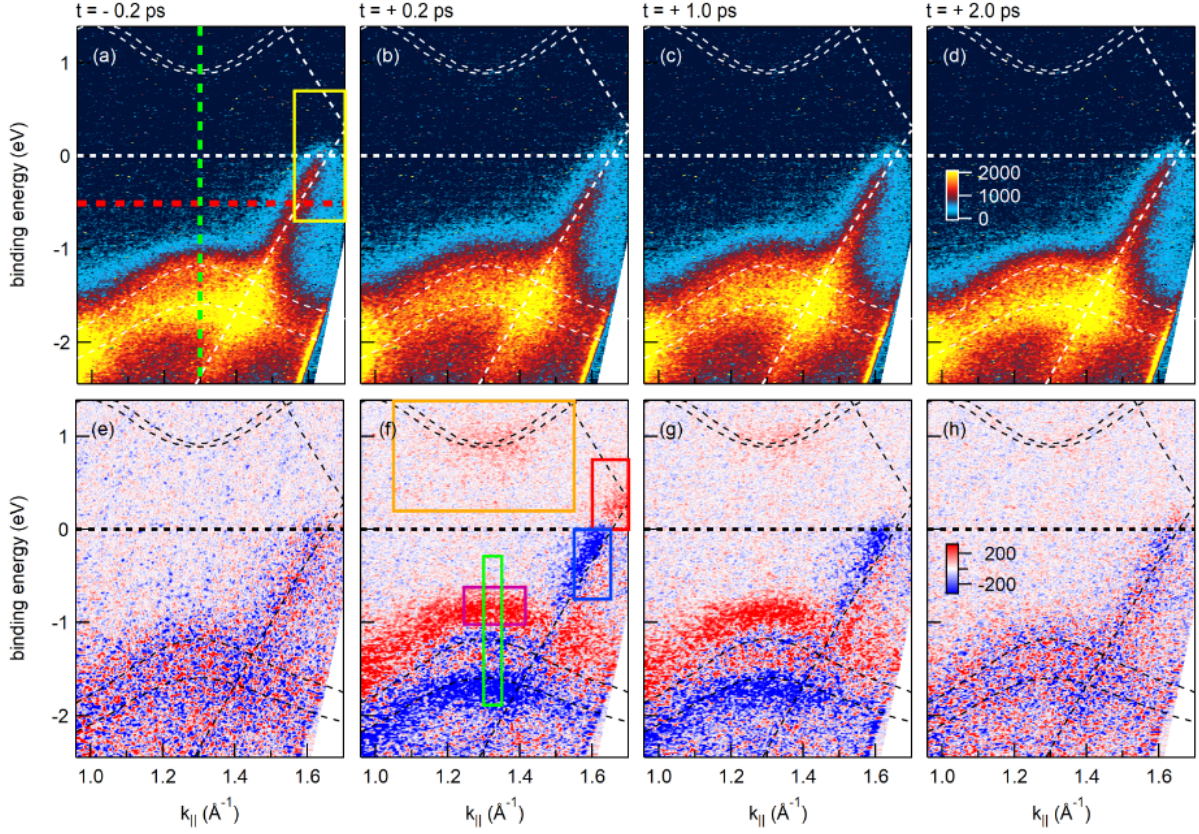 t = - 0.2 ps
t = + 0.2 ps
t = + 1.0 ps
t = + 2.0 ps
(a)
(b)
(c)
(d)
binding energy (eV)
1
0
-1
-2
2000
1000
0
(e)
(f)
(g)
(h)
binding energy (eV)
1
0
-1
-2
200
-200
1.0
1.2
1.4
1.6
1.0
1.2
1.4
1.6
1.0
1.2
1.4
1.6
1.0
1.2
1.4
1.6
k|| (Å-1)
k|| (Å-1)
k|| (Å-1)
k|| (Å-1)